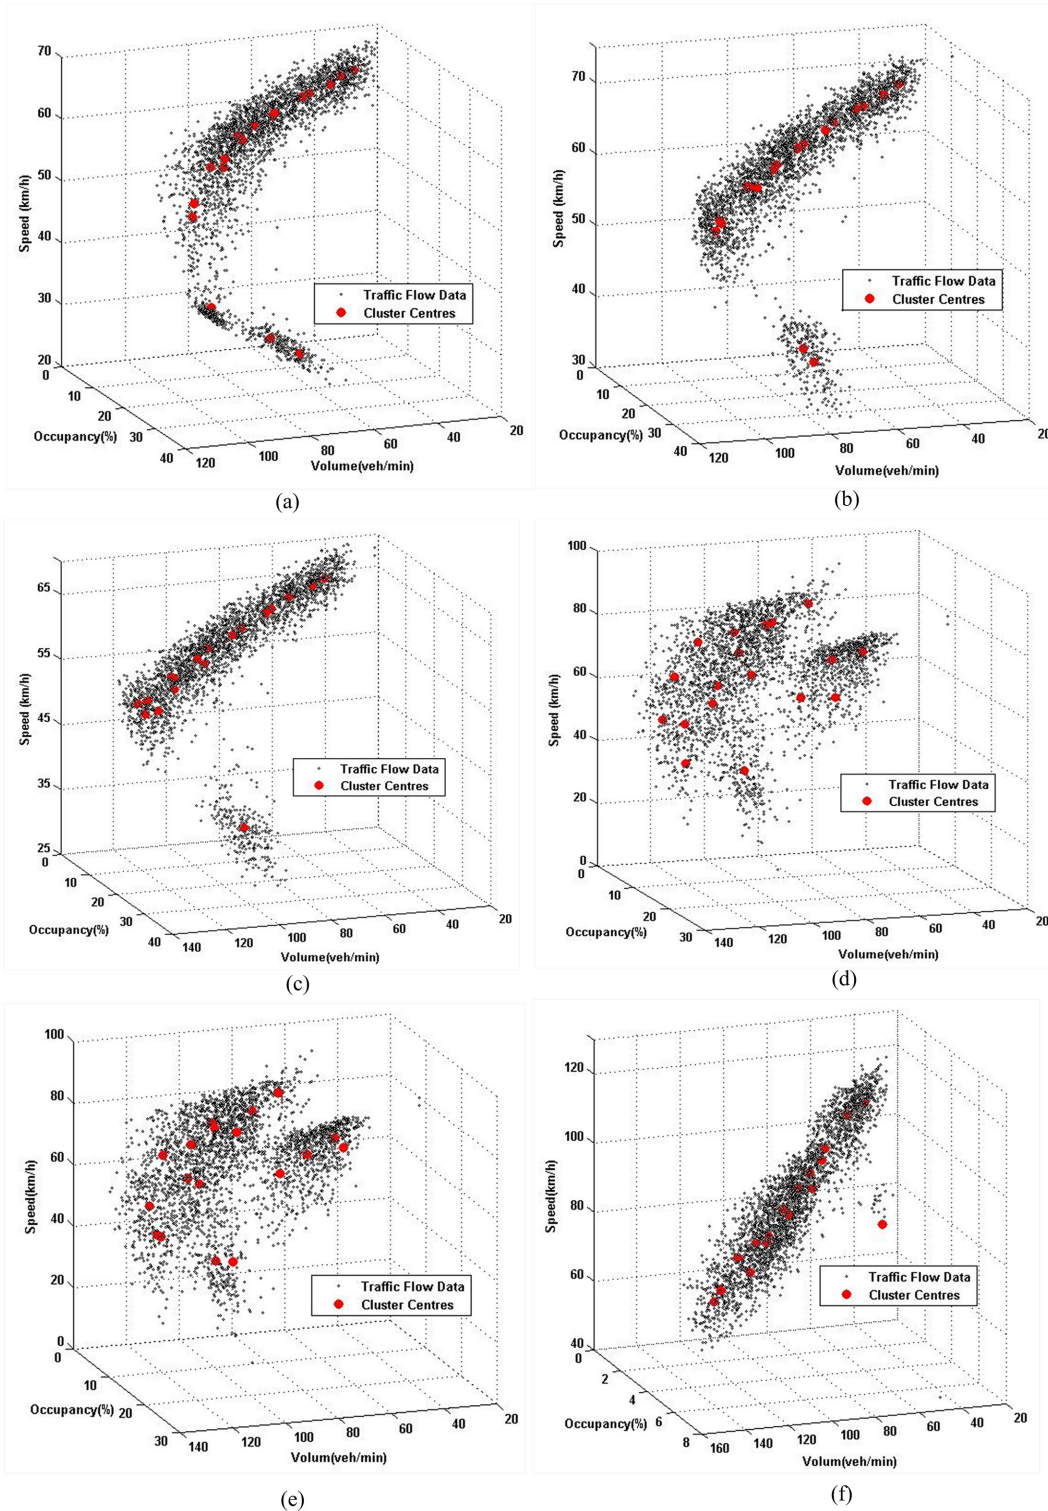 (a)
70
60
50
40
30
20
Speed (km/h)
0
10
20
30
40
Occupancy(%)
120
100
80
60
40
20
Volume(veh/min)
Traffic Flow Data
Cluster Centres
(b)
70
60
50
40
30
Speed (km/h)
0
10
20
30
40
Occupancy(%)
120
100
80
60
40
20
Volume(veh/min)
Traffic Flow Data
Cluster Centres
(c)
65
55
45
35
25
Speed (km/h)
0
10
20
30
40
Occupancy(%)
140
120
100
80
60
40
20
Volume(veh/min)
Traffic Flow Data
Cluster Centres
(d)
100
80
60
40
20
0
Speed (km/h)
0
10
20
30
Occupancy(%)
140
120
100
80
60
40
20
Volume(veh/min)
Traffic Flow Data
Cluster Centres
(e)
100
80
60
40
20
0
Speed(km/h)
0
10
20
30
Occupancy(%)
140
120
100
80
60
40
20
Volum(veh/min)
Traffic Flow Data
Cluster Centres
(f)
120
100
80
60
40
Speed(km/h)
0
2
4
6
8
Occupancy(%)
160
140
120
100
80
60
40
20
Volum(veh/min)
Traffic Flow Data
Cluster Centres